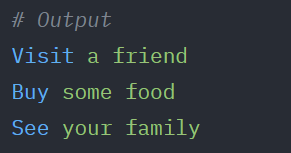 # Output
Visit a friend
Buy some food
See your family